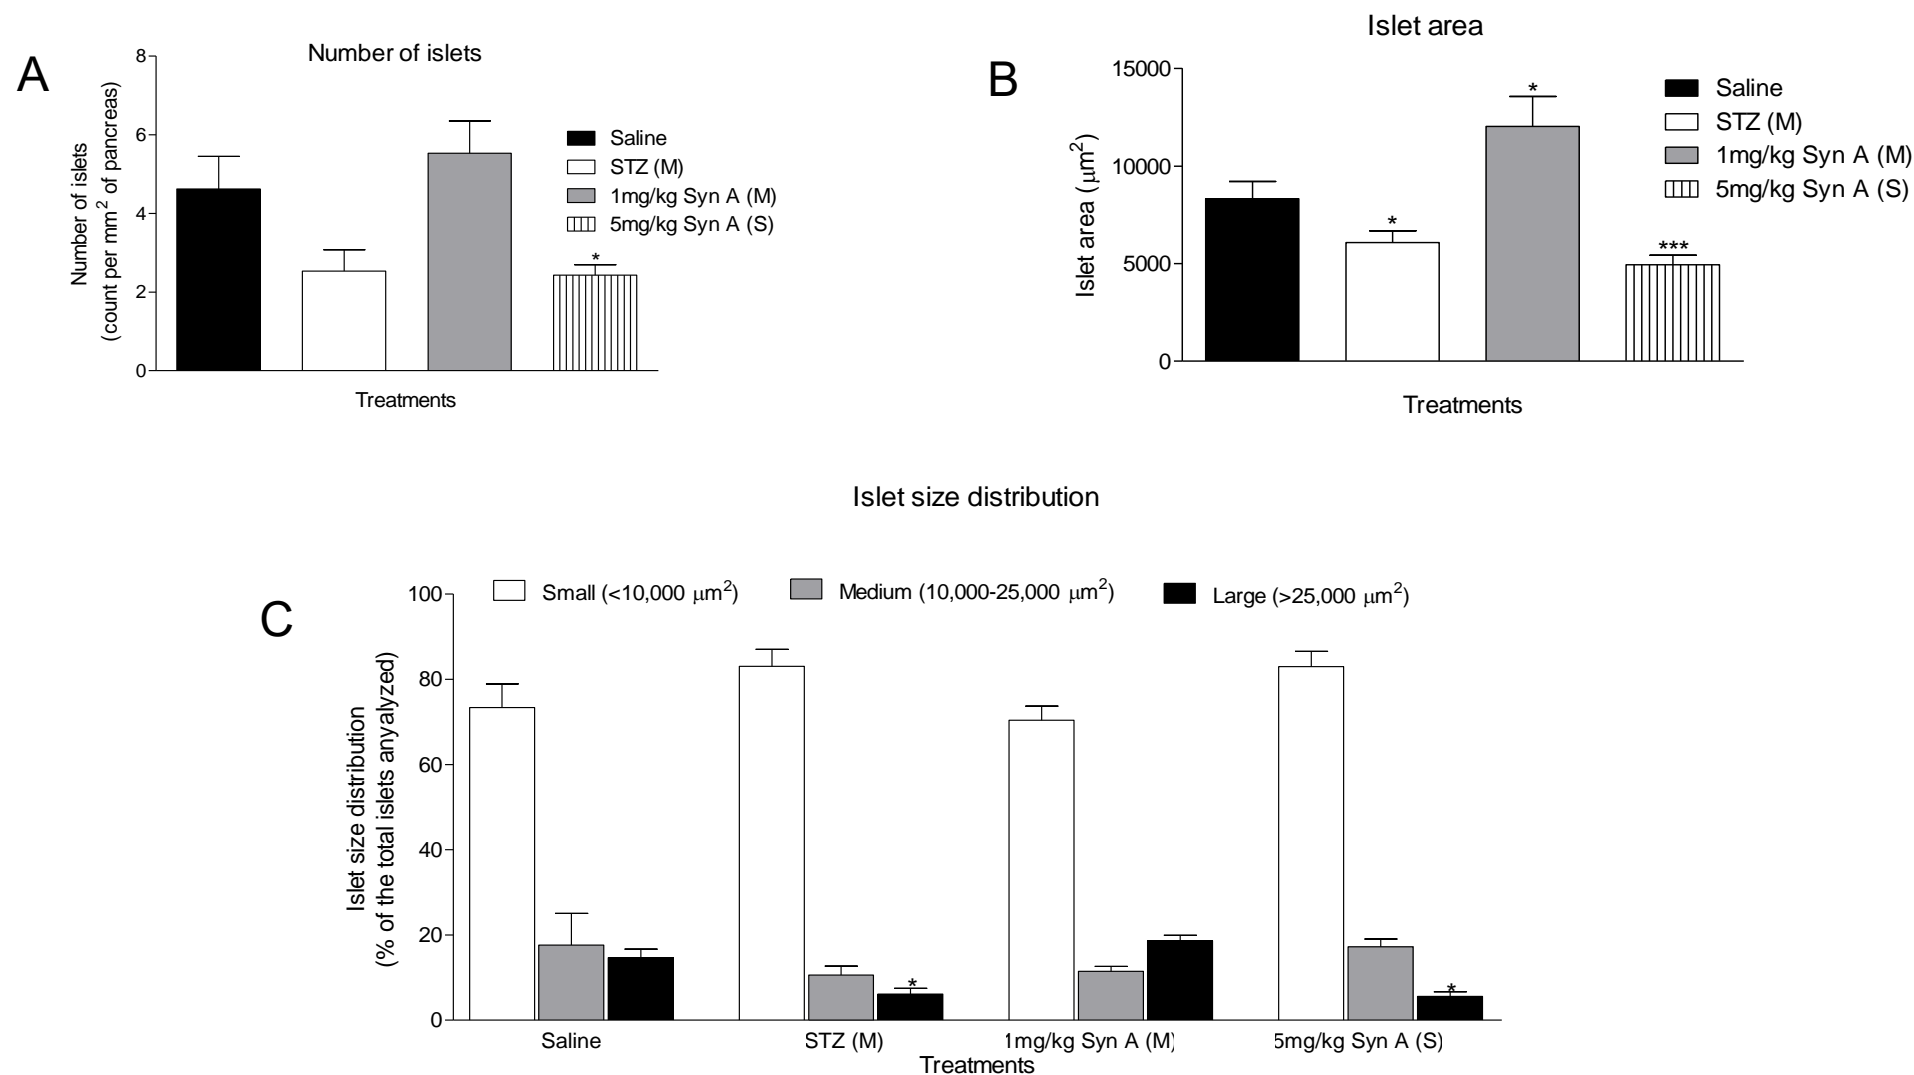 A
Number of islets
Number of islets
(count per mm² of pancreas)
8
6
4
2
0
*
Saline
STZ (M)
1mg/kg Syn A (M)
5mg/kg Syn A (S)
Treatments
B
Islet area
Islet area (μm²)
15000
10000
5000
0
*
*
***
Saline
STZ (M)
1mg/kg Syn A (M)
5mg/kg Syn A (S)
Treatments
Islet size distribution
C
Small (<10,000 μm²)
Medium (10,000-25,000 μm²)
Large (>25,000 μm²)
Islet size distribution
(% of the total islets anyalyzed)
100
80
60
40
20
0
*
*
Saline
STZ (M)
1mg/kg Syn A (M)
5mg/kg Syn A (S)
Treatments